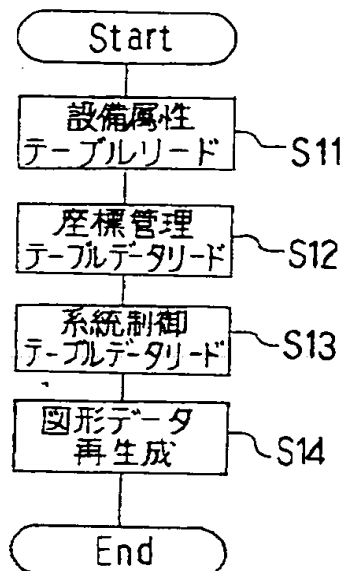 Start
設備属性
テーブルリード
S11
座標管理
テーブルデータリード
S12
系統制御
テーブルデータリード
S13
図形データ
再生成
S14
End